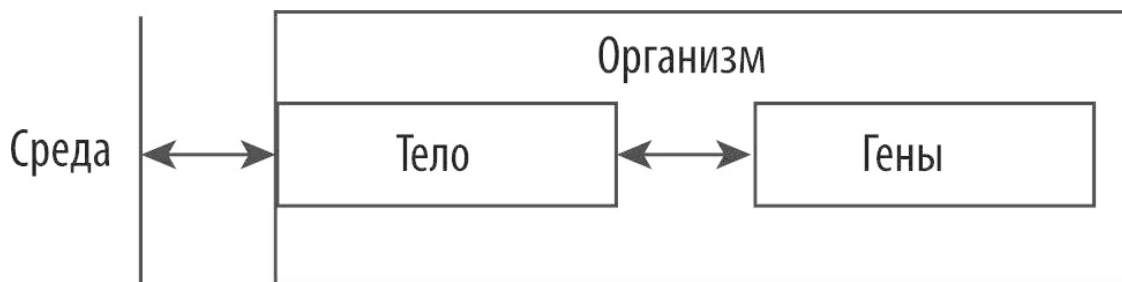 Организм
Среда
Тело
Гены